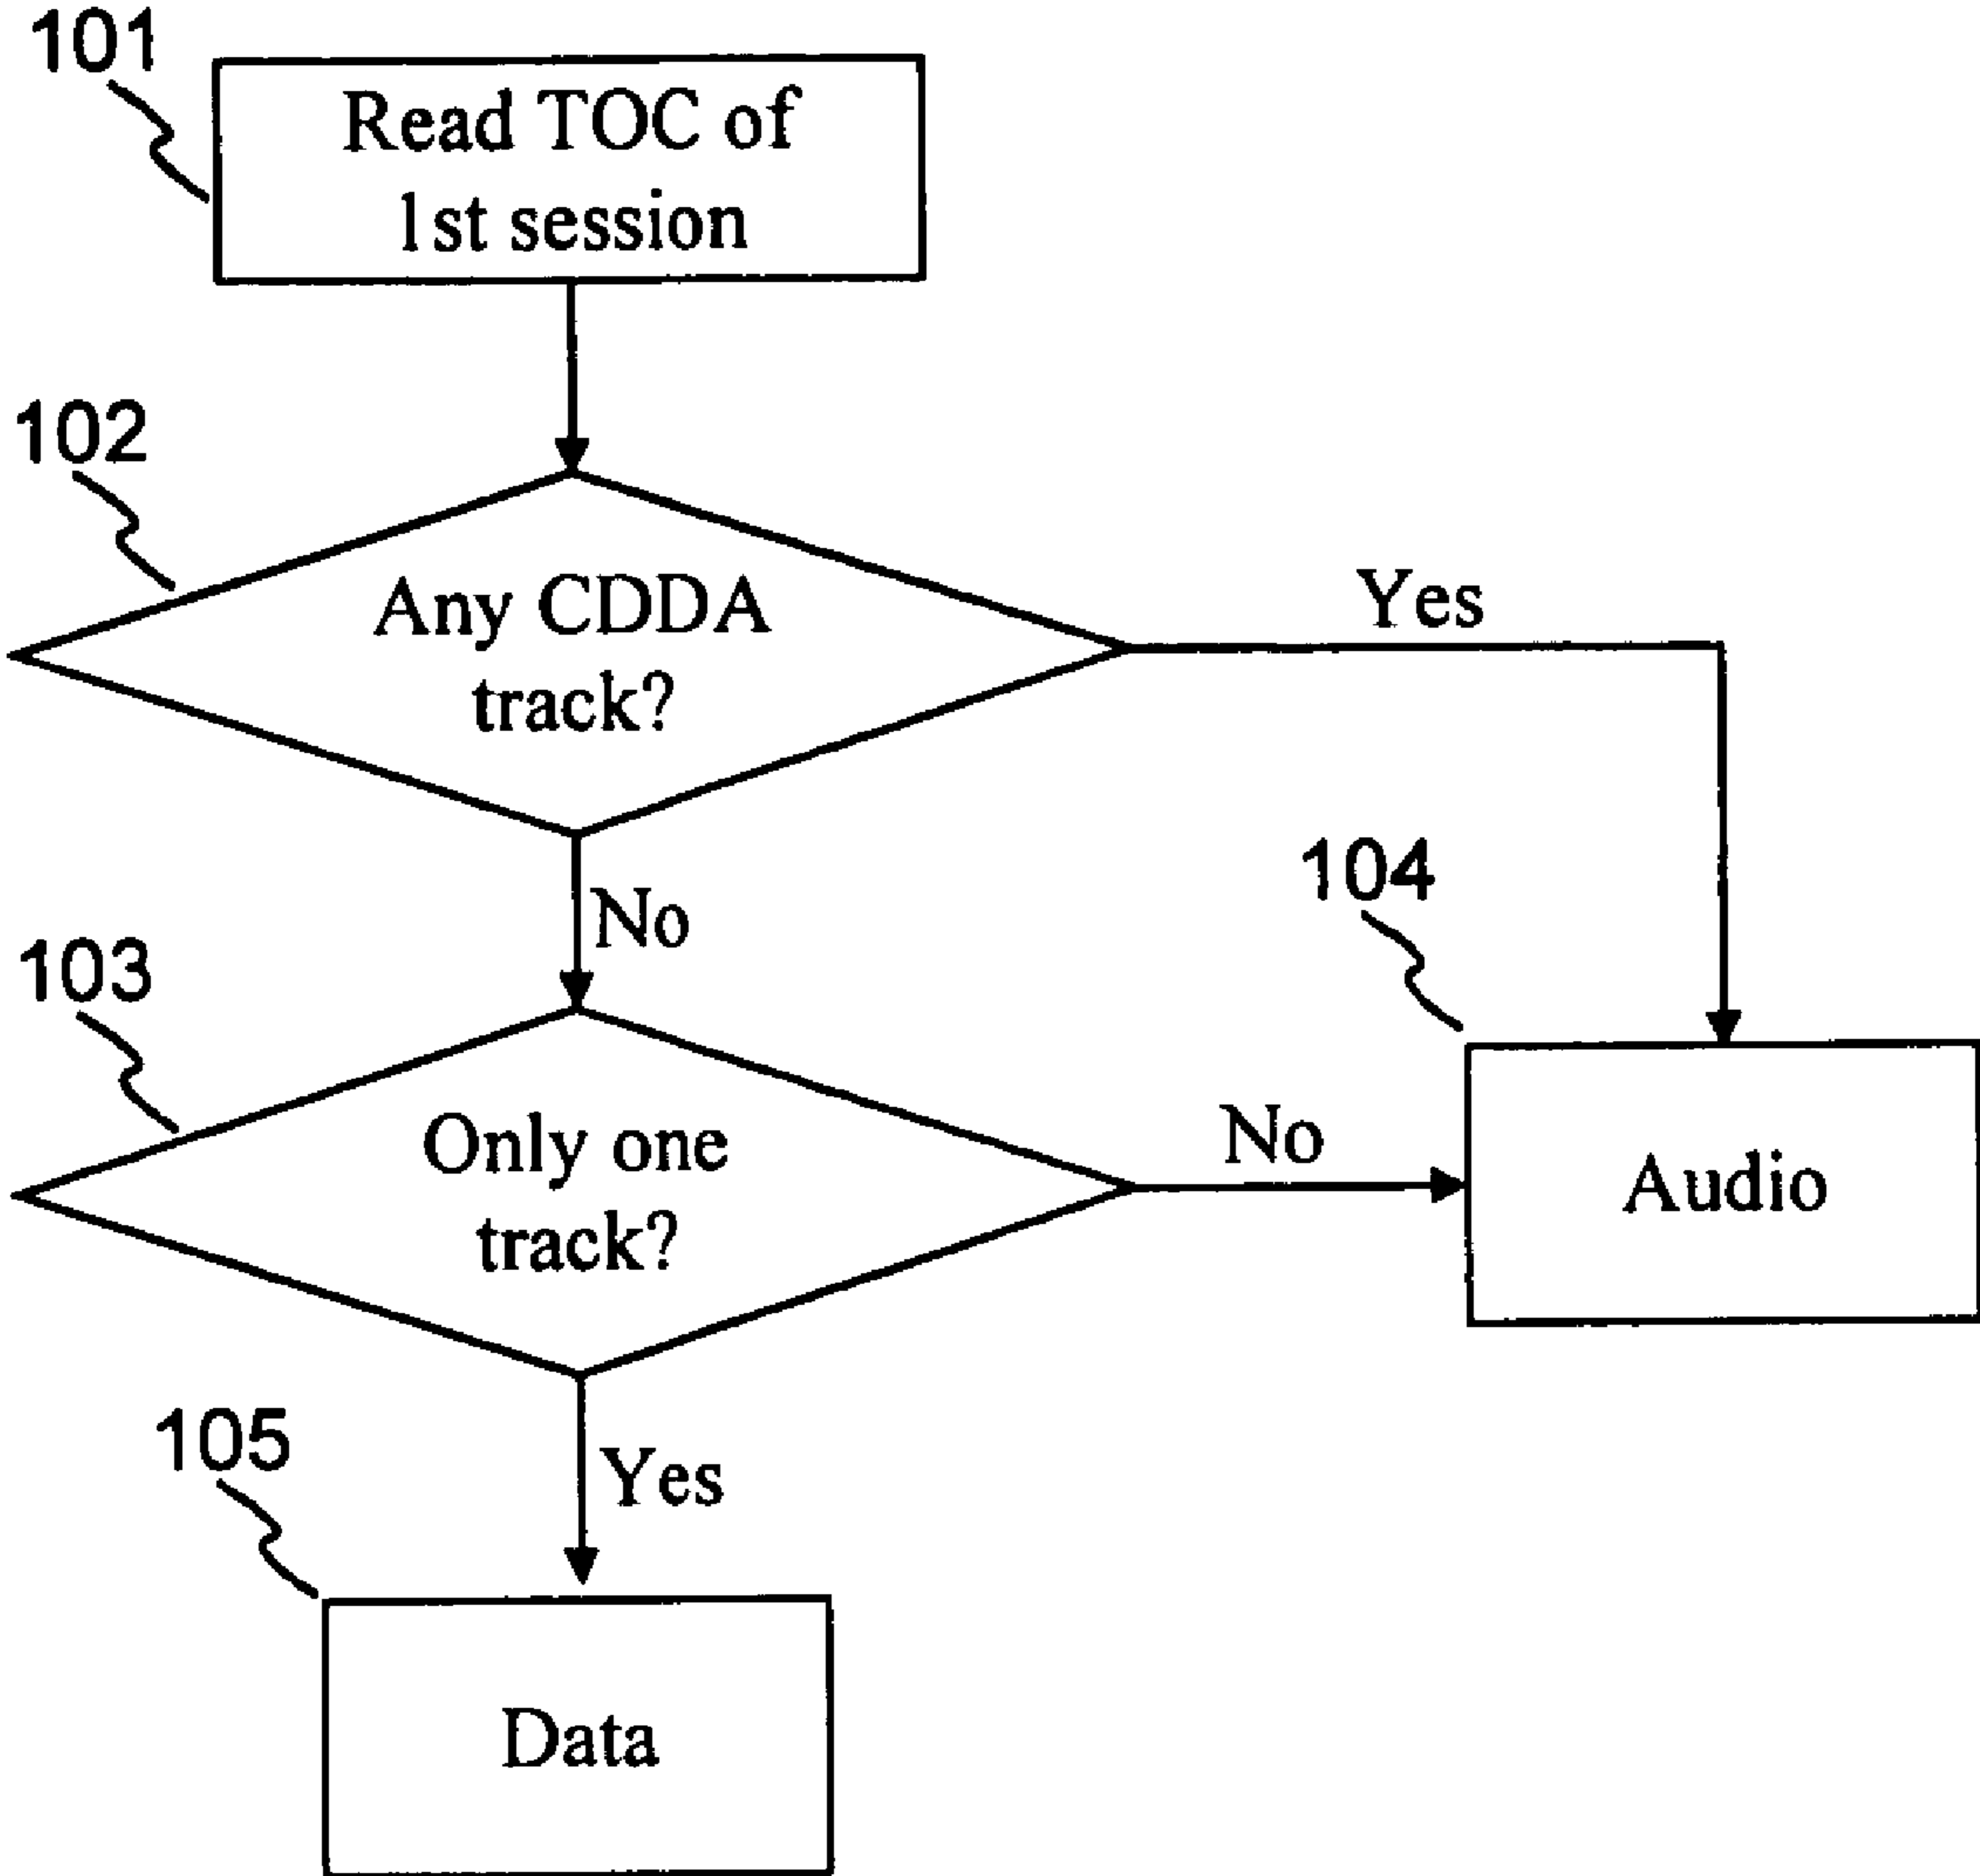 101
Read TOC of
1st session
102
Any CDDA
track?
Yes
No
104
103
Only one
track?
No
Audio
105
Yes
Data